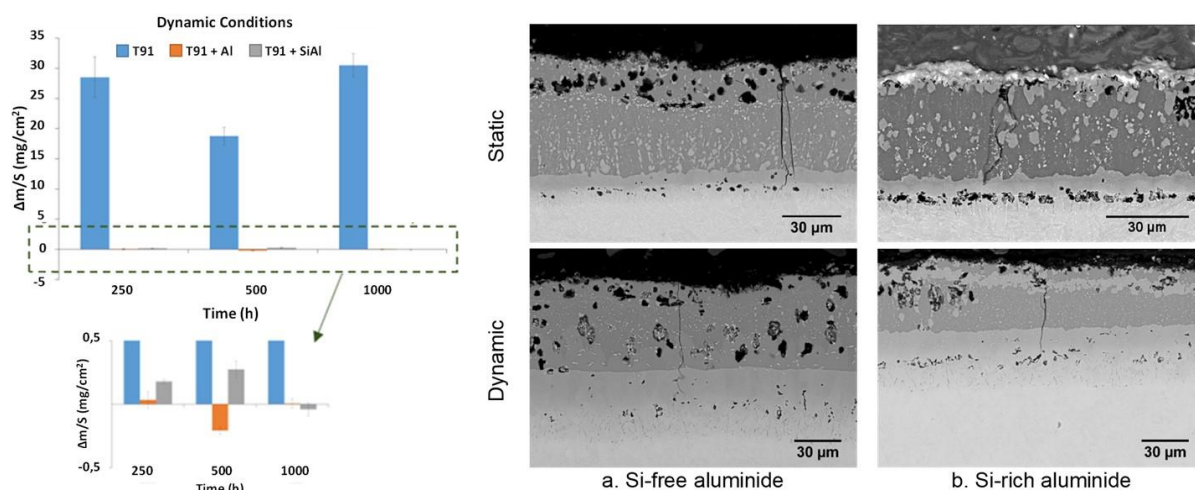 Dynamic Conditions
T91 T91 + Al T91 + SiAl
Δm/S (mg/cm²)
35
30
25
20
15
10
5
0
-5
250 500 1000
Time (h)
0,5
Δm/S (mg/cm²)
-0,5
250 500 1000
Time (h)
Static
30 µm
30 µm
Dynamic
30 µm
30 µm
a. Si-free aluminide
b. Si-rich aluminide